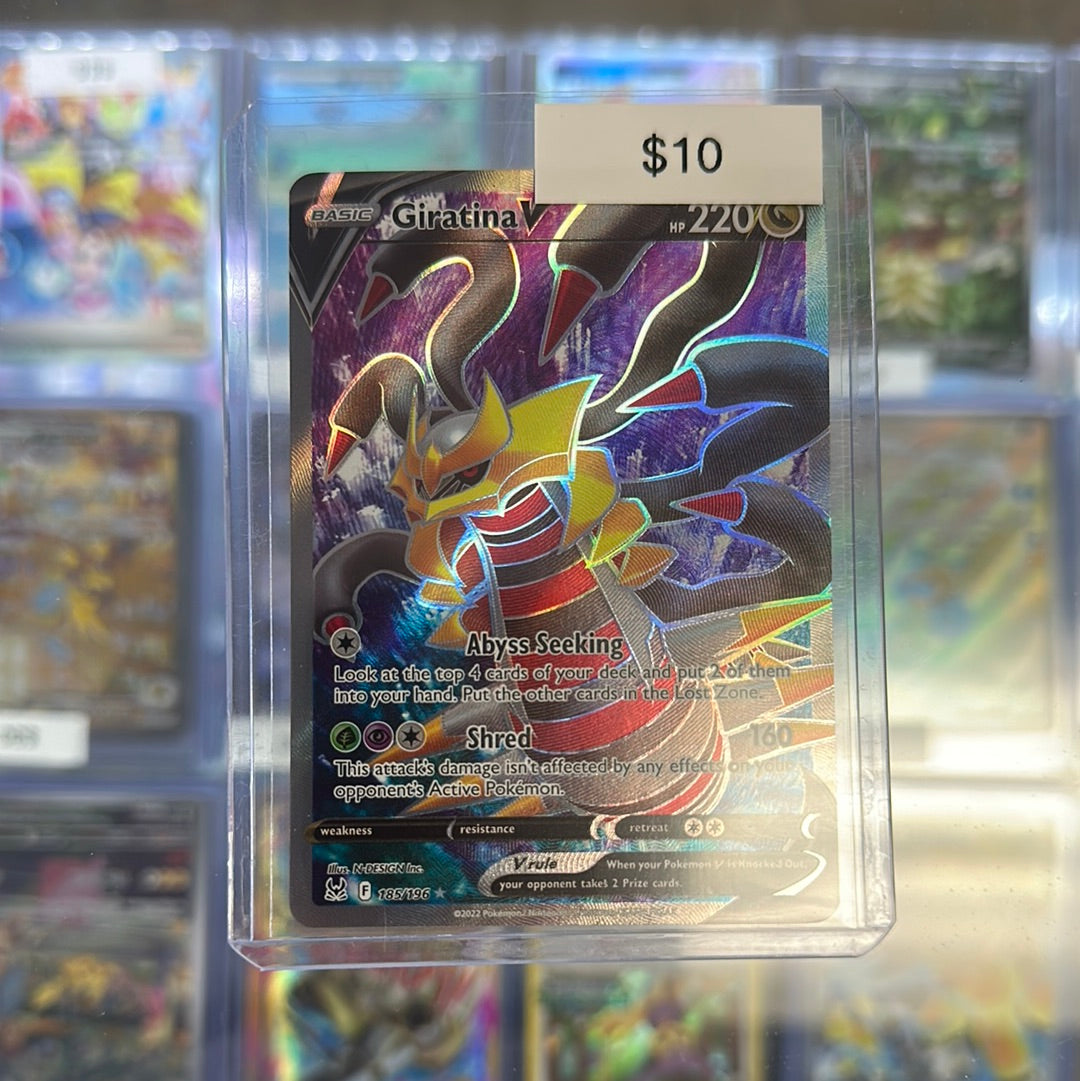 $10
BASIC Giratina V HP 220
Abyss Seeking
Look at the top 4 cards of your deck and put 2 of them
into your hand. Put the other cards in the Lost Zone.
Shred 160
This attack's damage isn't affected by any effects on your
opponent's Active Pokémon.
weakness resistance retreat
V rule When your Pokémon V is Knocked Out,
your opponent takes 2 Prize cards.
Illus. N-DESIGN Inc.
F 185/196
©2022 Pokémon / Nintendo